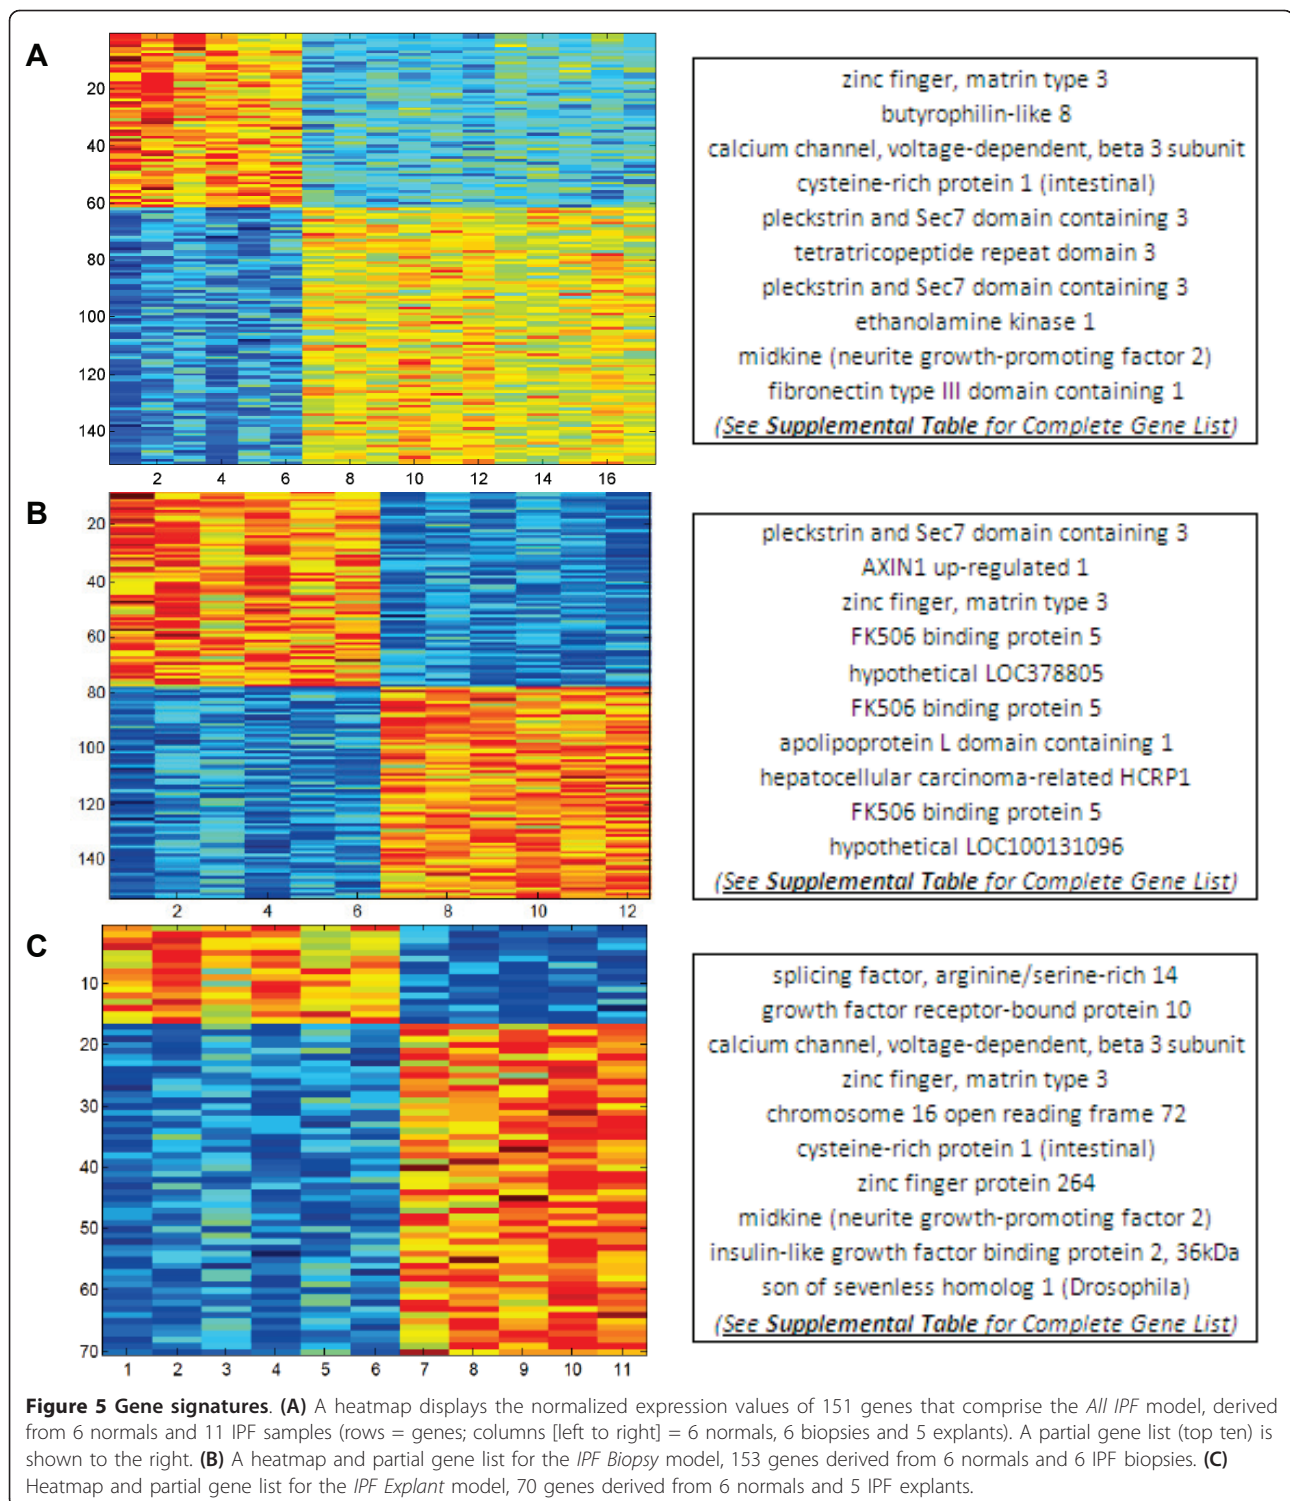 A
20
40
60
80
100
120
140
2 4 6 8 10 12 14 16
zinc finger, matrin type 3
butyrophilin-like 8
calcium channel, voltage-dependent, beta 3 subunit
cysteine-rich protein 1 (intestinal)
pleckstrin and Sec7 domain containing 3
tetratricopeptide repeat domain 3
pleckstrin and Sec7 domain containing 3
ethanolamine kinase 1
midkine (neurite growth-promoting factor 2)
fibronectin type III domain containing 1
(See Supplemental Table for Complete Gene List)
B
20
40
60
80
100
120
140
2 4 6 8 10 12
pleckstrin and Sec7 domain containing 3
AXIN1 up-regulated 1
zinc finger, matrin type 3
FK506 binding protein 5
hypothetical LOC378805
FK506 binding protein 5
apolipoprotein L domain containing 1
hepatocellular carcinoma-related HCRP1
FK506 binding protein 5
hypothetical LOC100131096
(See Supplemental Table for Complete Gene List)
C
10
20
30
40
50
60
70
1 2 3 4 5 6 7 8 9 10 11
splicing factor, arginine/serine-rich 14
growth factor receptor-bound protein 10
calcium channel, voltage-dependent, beta 3 subunit
zinc finger, matrin type 3
chromosome 16 open reading frame 72
cysteine-rich protein 1 (intestinal)
zinc finger protein 264
midkine (neurite growth-promoting factor 2)
insulin-like growth factor binding protein 2, 36kDa
son of sevenless homolog 1 (Drosophila)
(See Supplemental Table for Complete Gene List)
Figure 5 Gene signatures. (A) A heatmap displays the normalized expression values of 151 genes that comprise the All IPF model, derived
from 6 normals and 11 IPF samples (rows = genes; columns [left to right] = 6 normals, 6 biopsies and 5 explants). A partial gene list (top ten) is
shown to the right. (B) A heatmap and partial gene list for the IPF Biopsy model, 153 genes derived from 6 normals and 6 IPF biopsies. (C)
Heatmap and partial gene list for the IPF Explant model, 70 genes derived from 6 normals and 5 IPF explants.